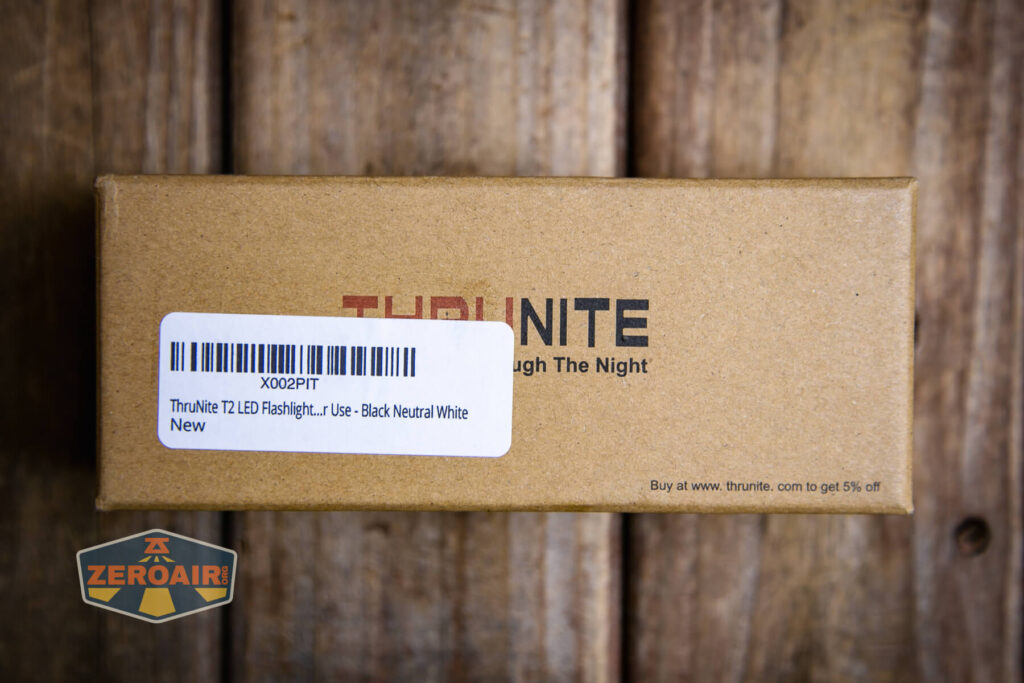 THRUNITE
ugh The Night
X002PIT
ThruNite T2 LED Flashlight...r Use - Black Neutral White
New
Buy at www. thrunite. com to get 5% off
ZEROAIR.ORG